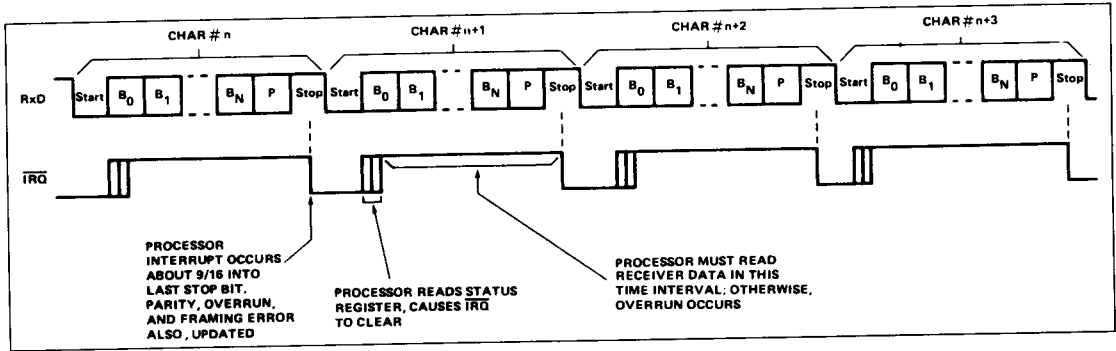 CHAR # n CHAR # n+1 CHAR # n+2 CHAR # n+3
RxD Start B0 B1 BN P Stop Start B0 B1 BN P Stop Start B0 B1 BN P Stop Start B0 B1 BN P Stop
IRQ
PROCESSOR
INTERRUPT OCCURS
ABOUT 9/16 INTO
LAST STOP BIT.
PARITY, OVERRUN,
AND FRAMING ERROR
ALSO, UPDATED
PROCESSOR READS STATUS
REGISTER, CAUSES IRQ
TO CLEAR
PROCESSOR MUST READ
RECEIVER DATA IN THIS
TIME INTERVAL; OTHERWISE,
OVERRUN OCCURS